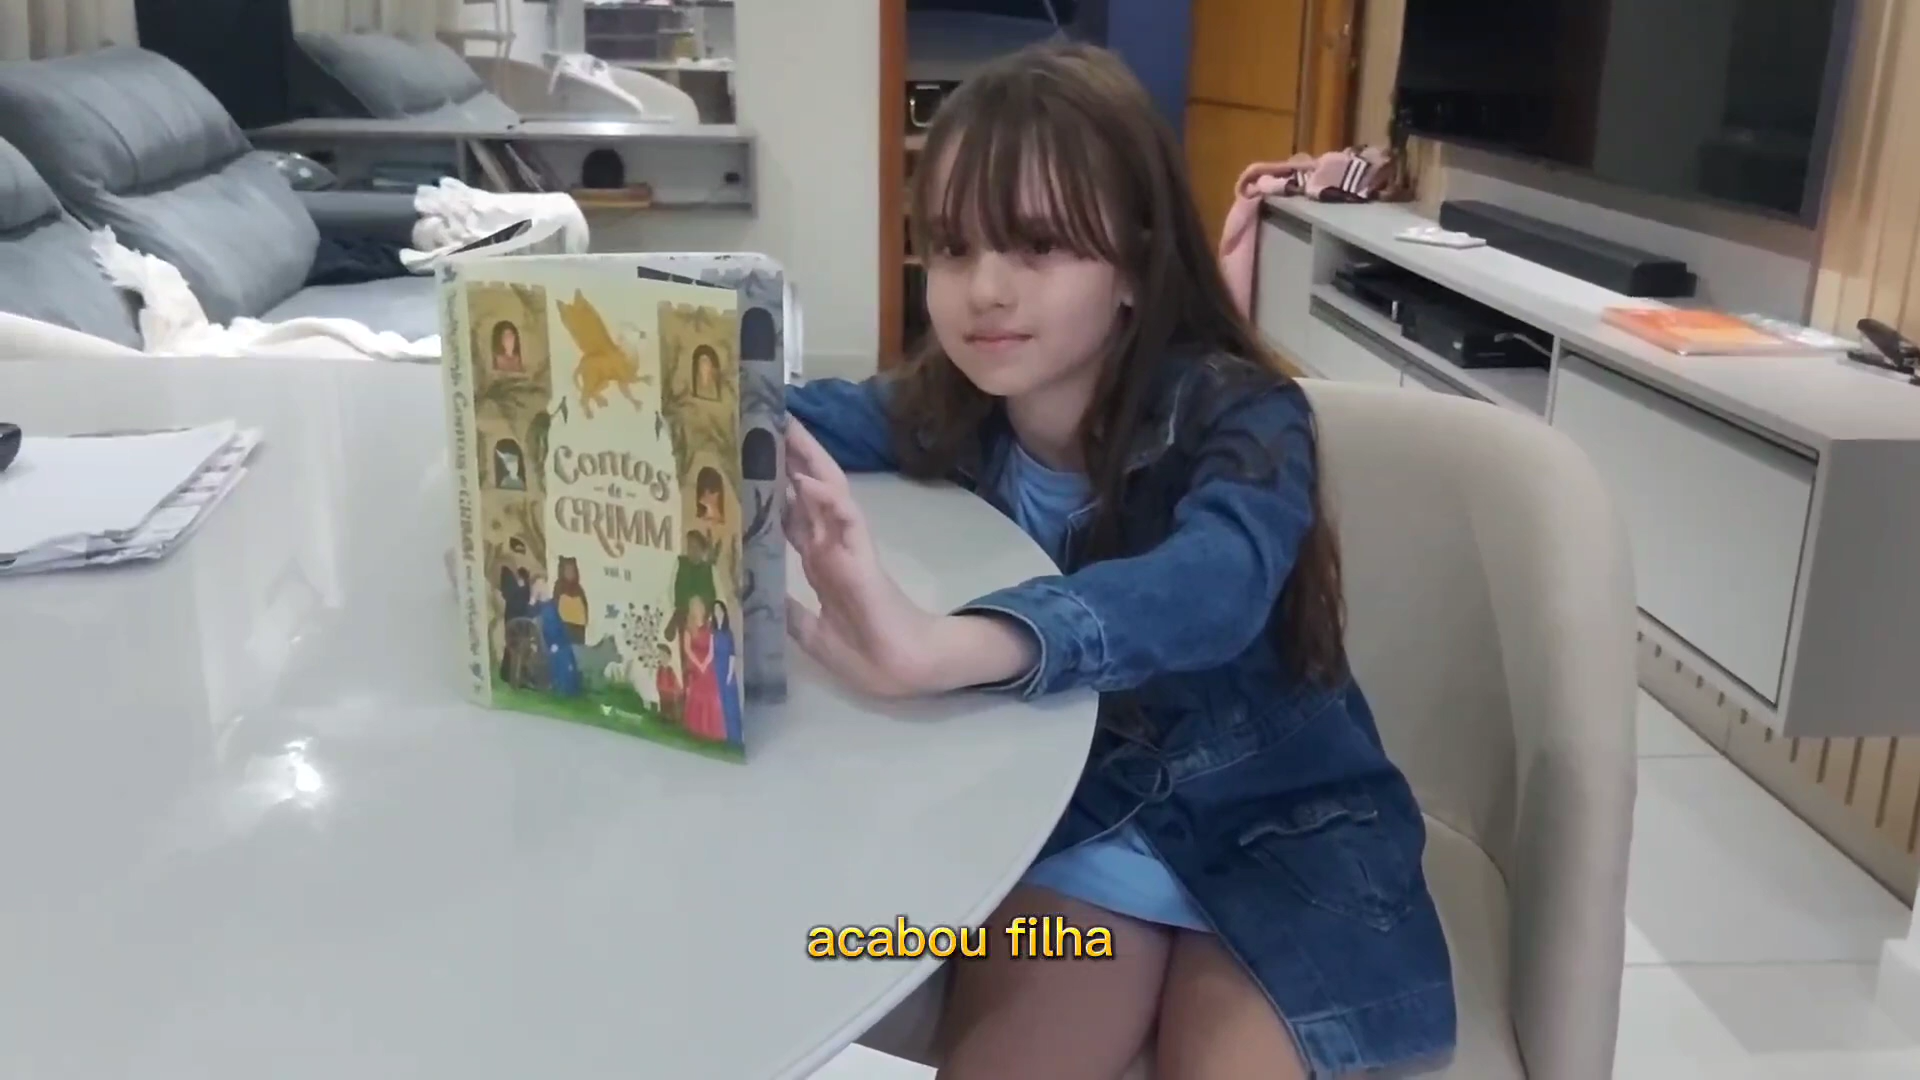 Contos
de
GRIMM
vol. II
acabou filha